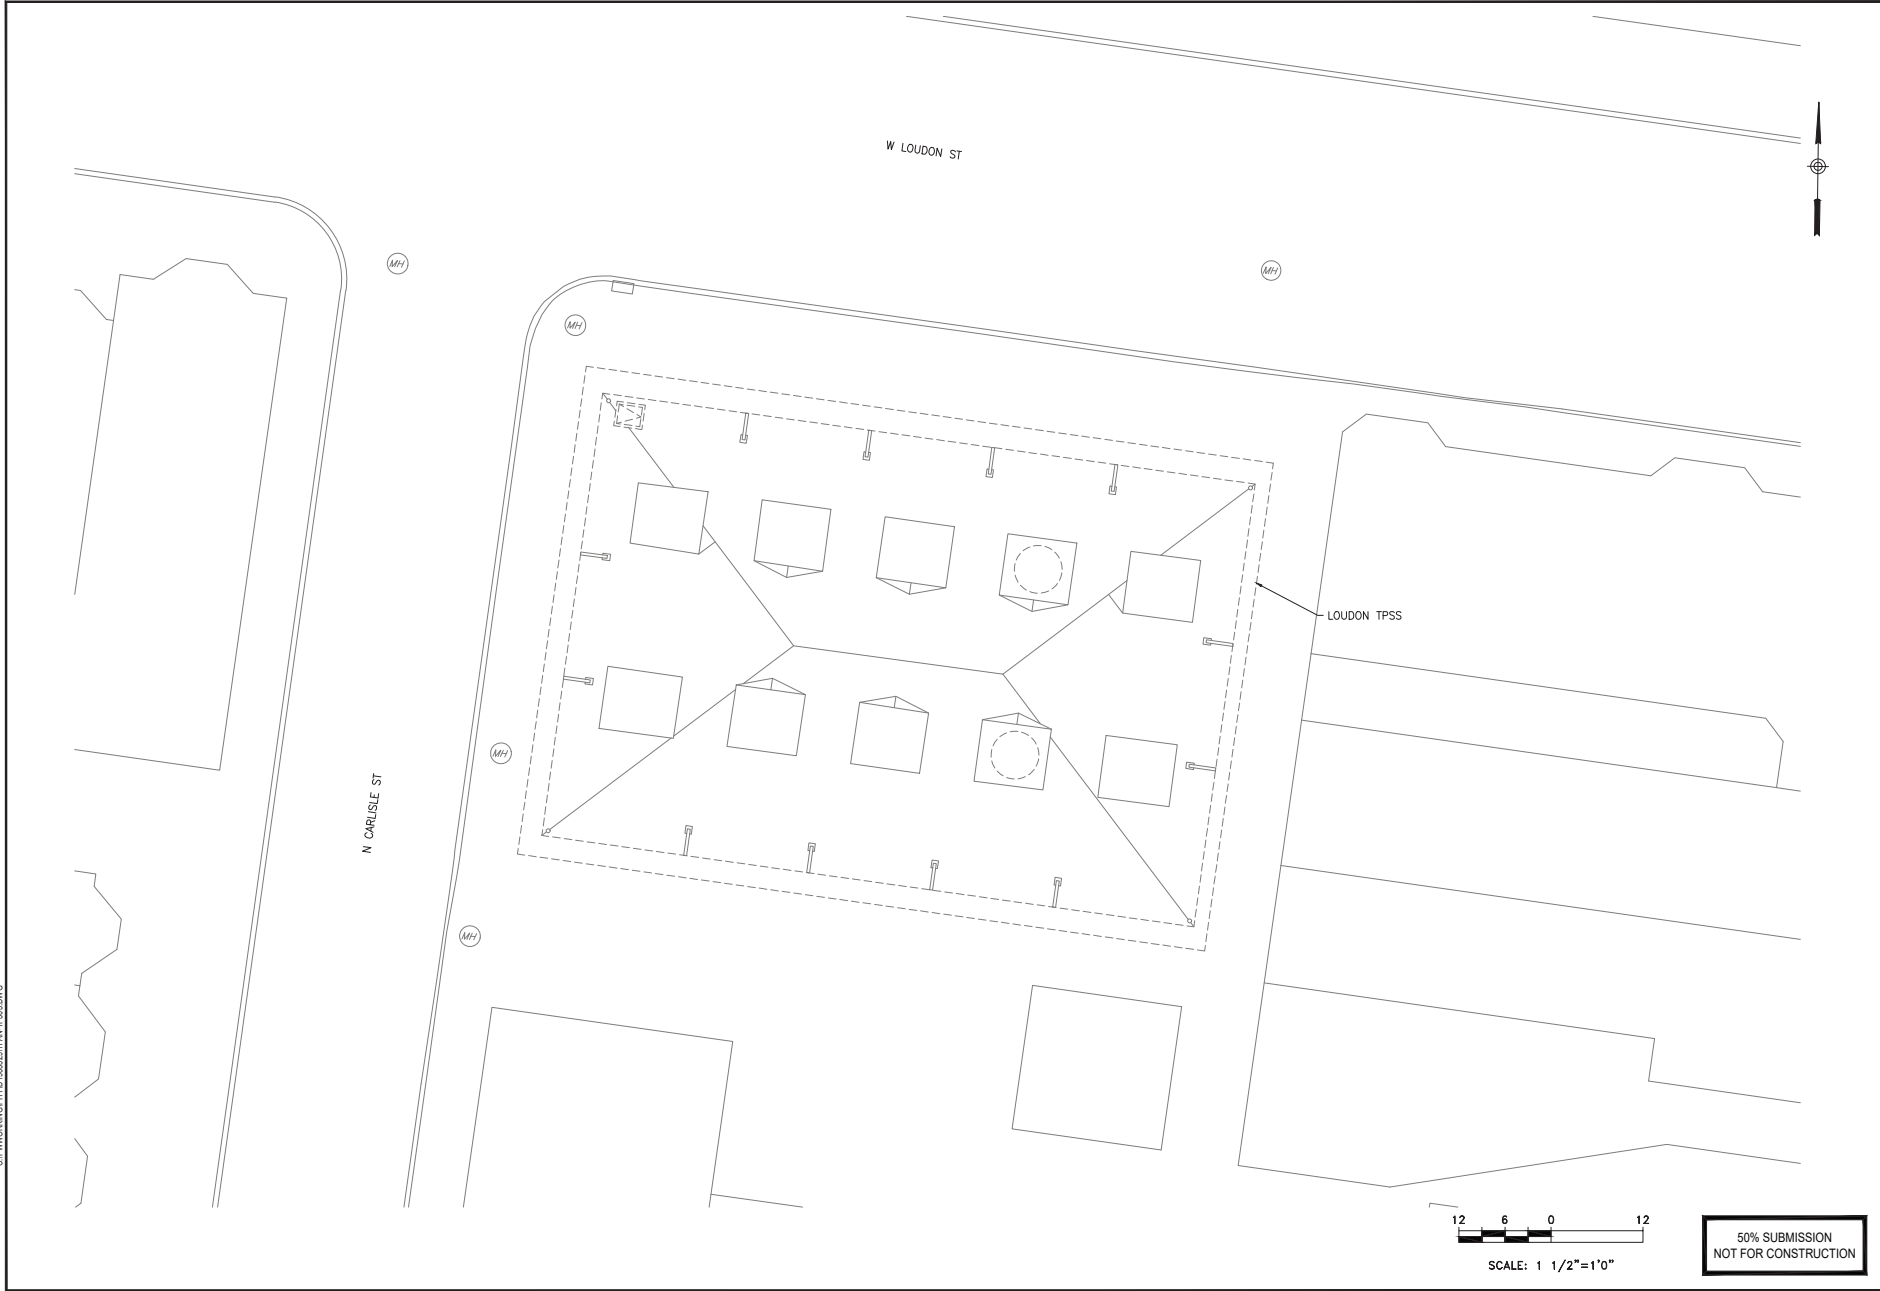 W LOUDON ST
MH
MH
MH
LOUDON TPSS
MH
N CARLISLE ST
MH
12 6 0 12
SCALE: 1 1/2"=1'0"
50% SUBMISSION
NOT FOR CONSTRUCTION